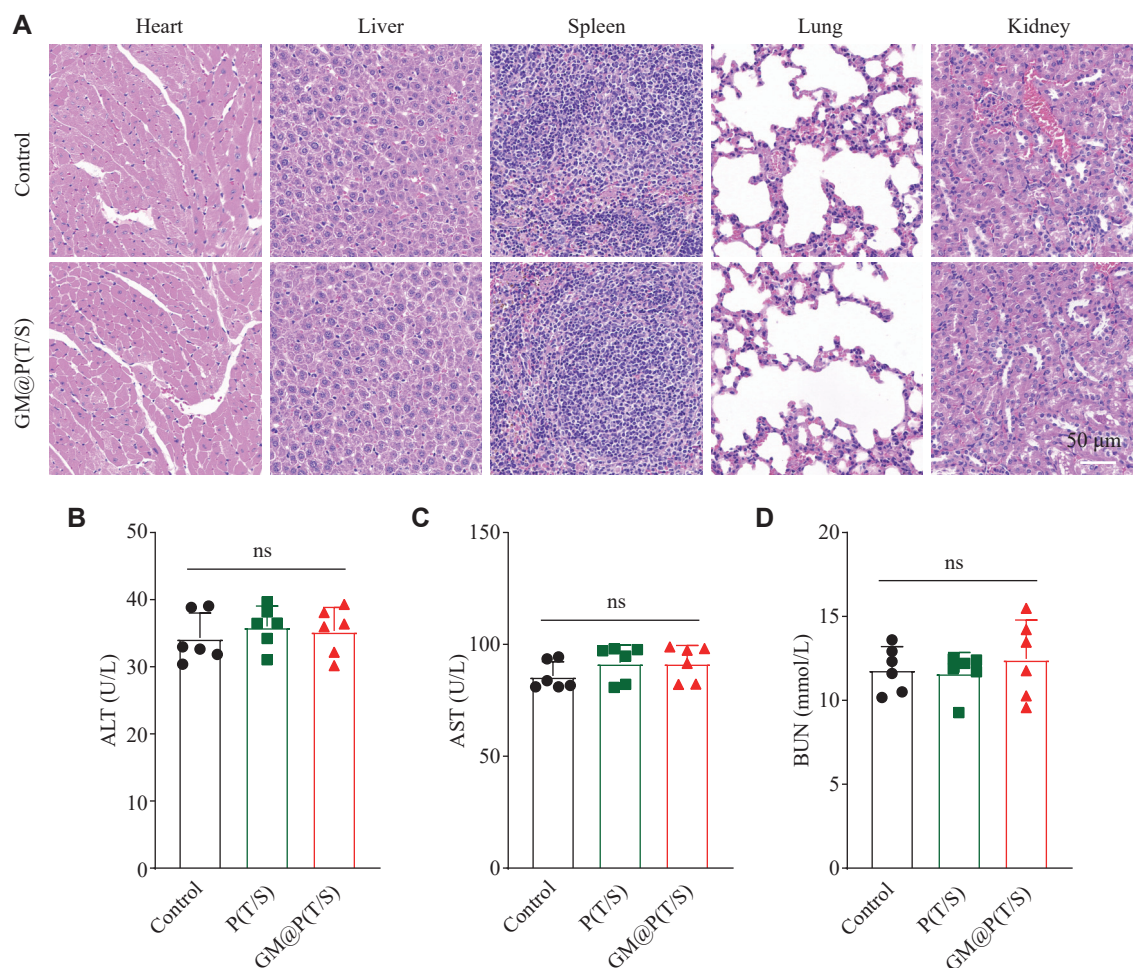 A
Heart
Liver
Spleen
Lung
Kidney
Control
GM@P(T/S)
50 μm
B
50
40
30
20
10
0
ALT (U/L)
ns
Control
P(T/S)
GM@P(T/S)
C
150
100
50
0
AST (U/L)
ns
Control
P(T/S)
GM@P(T/S)
D
20
15
10
5
0
BUN (mmol/L)
ns
Control
P(T/S)
GM@P(T/S)